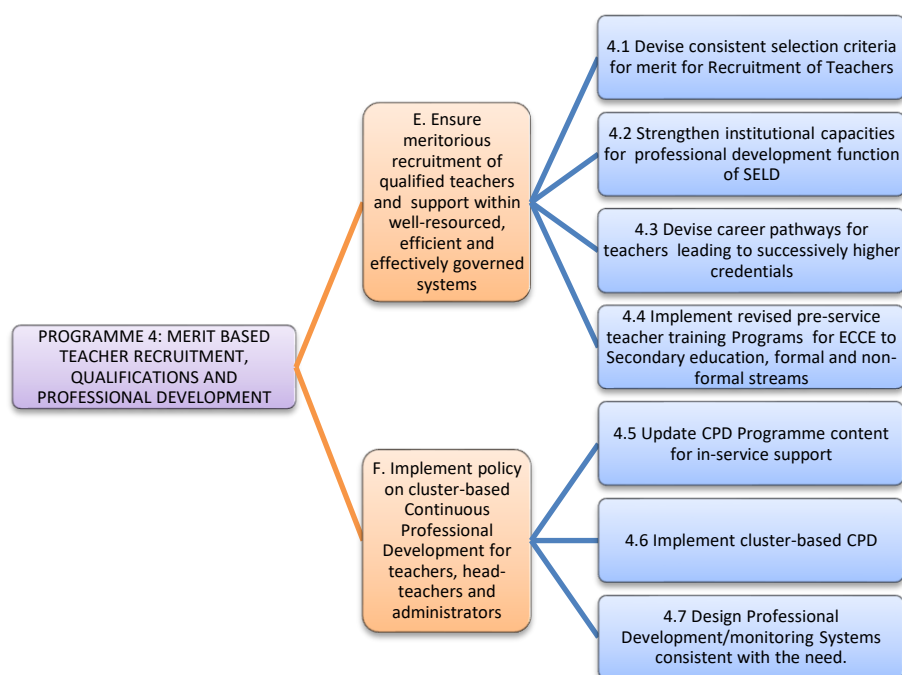 PROGRAMME 4: MERIT BASED
TEACHER RECRUITMENT,
QUALIFICATIONS AND
PROFESSIONAL DEVELOPMENT
E. Ensure
meritorious
recruitment of
qualified teachers
and support within
well-resourced,
efficient and
effectively governed
systems
4.1 Devise consistent selection criteria
for merit for Recruitment of Teachers
4.2 Strengthen institutional capacities
for professional development function
of SELD
4.3 Devise career pathways for
teachers leading to successively higher
credentials
4.4 Implement revised pre-service
teacher training Programs for ECCE to
Secondary education, formal and non-
formal streams
F. Implement policy
on cluster-based
Continuous
Professional
Development for
teachers, head-
teachers and
administrators
4.5 Update CPD Programme content
for in-service support
4.6 Implement cluster-based CPD
4.7 Design Professional
Development/monitoring Systems
consistent with the need.